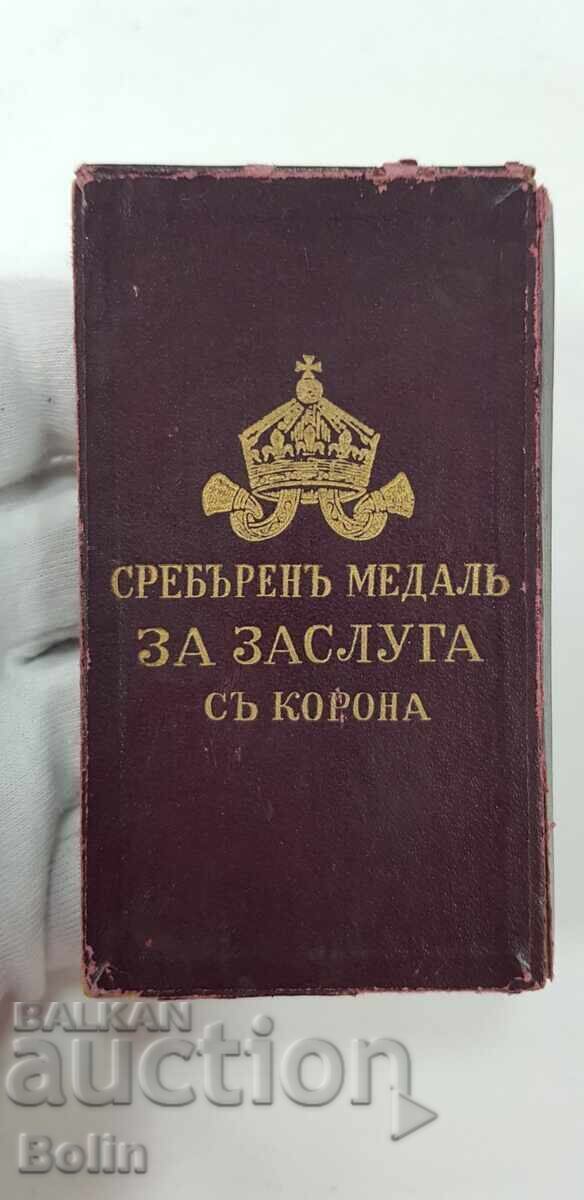 СРЕБЪРЕНЪ МЕДАЛЬ
ЗА ЗАСЛУГА
СЪ КОРОНА
BALKAN
auction
Bolin